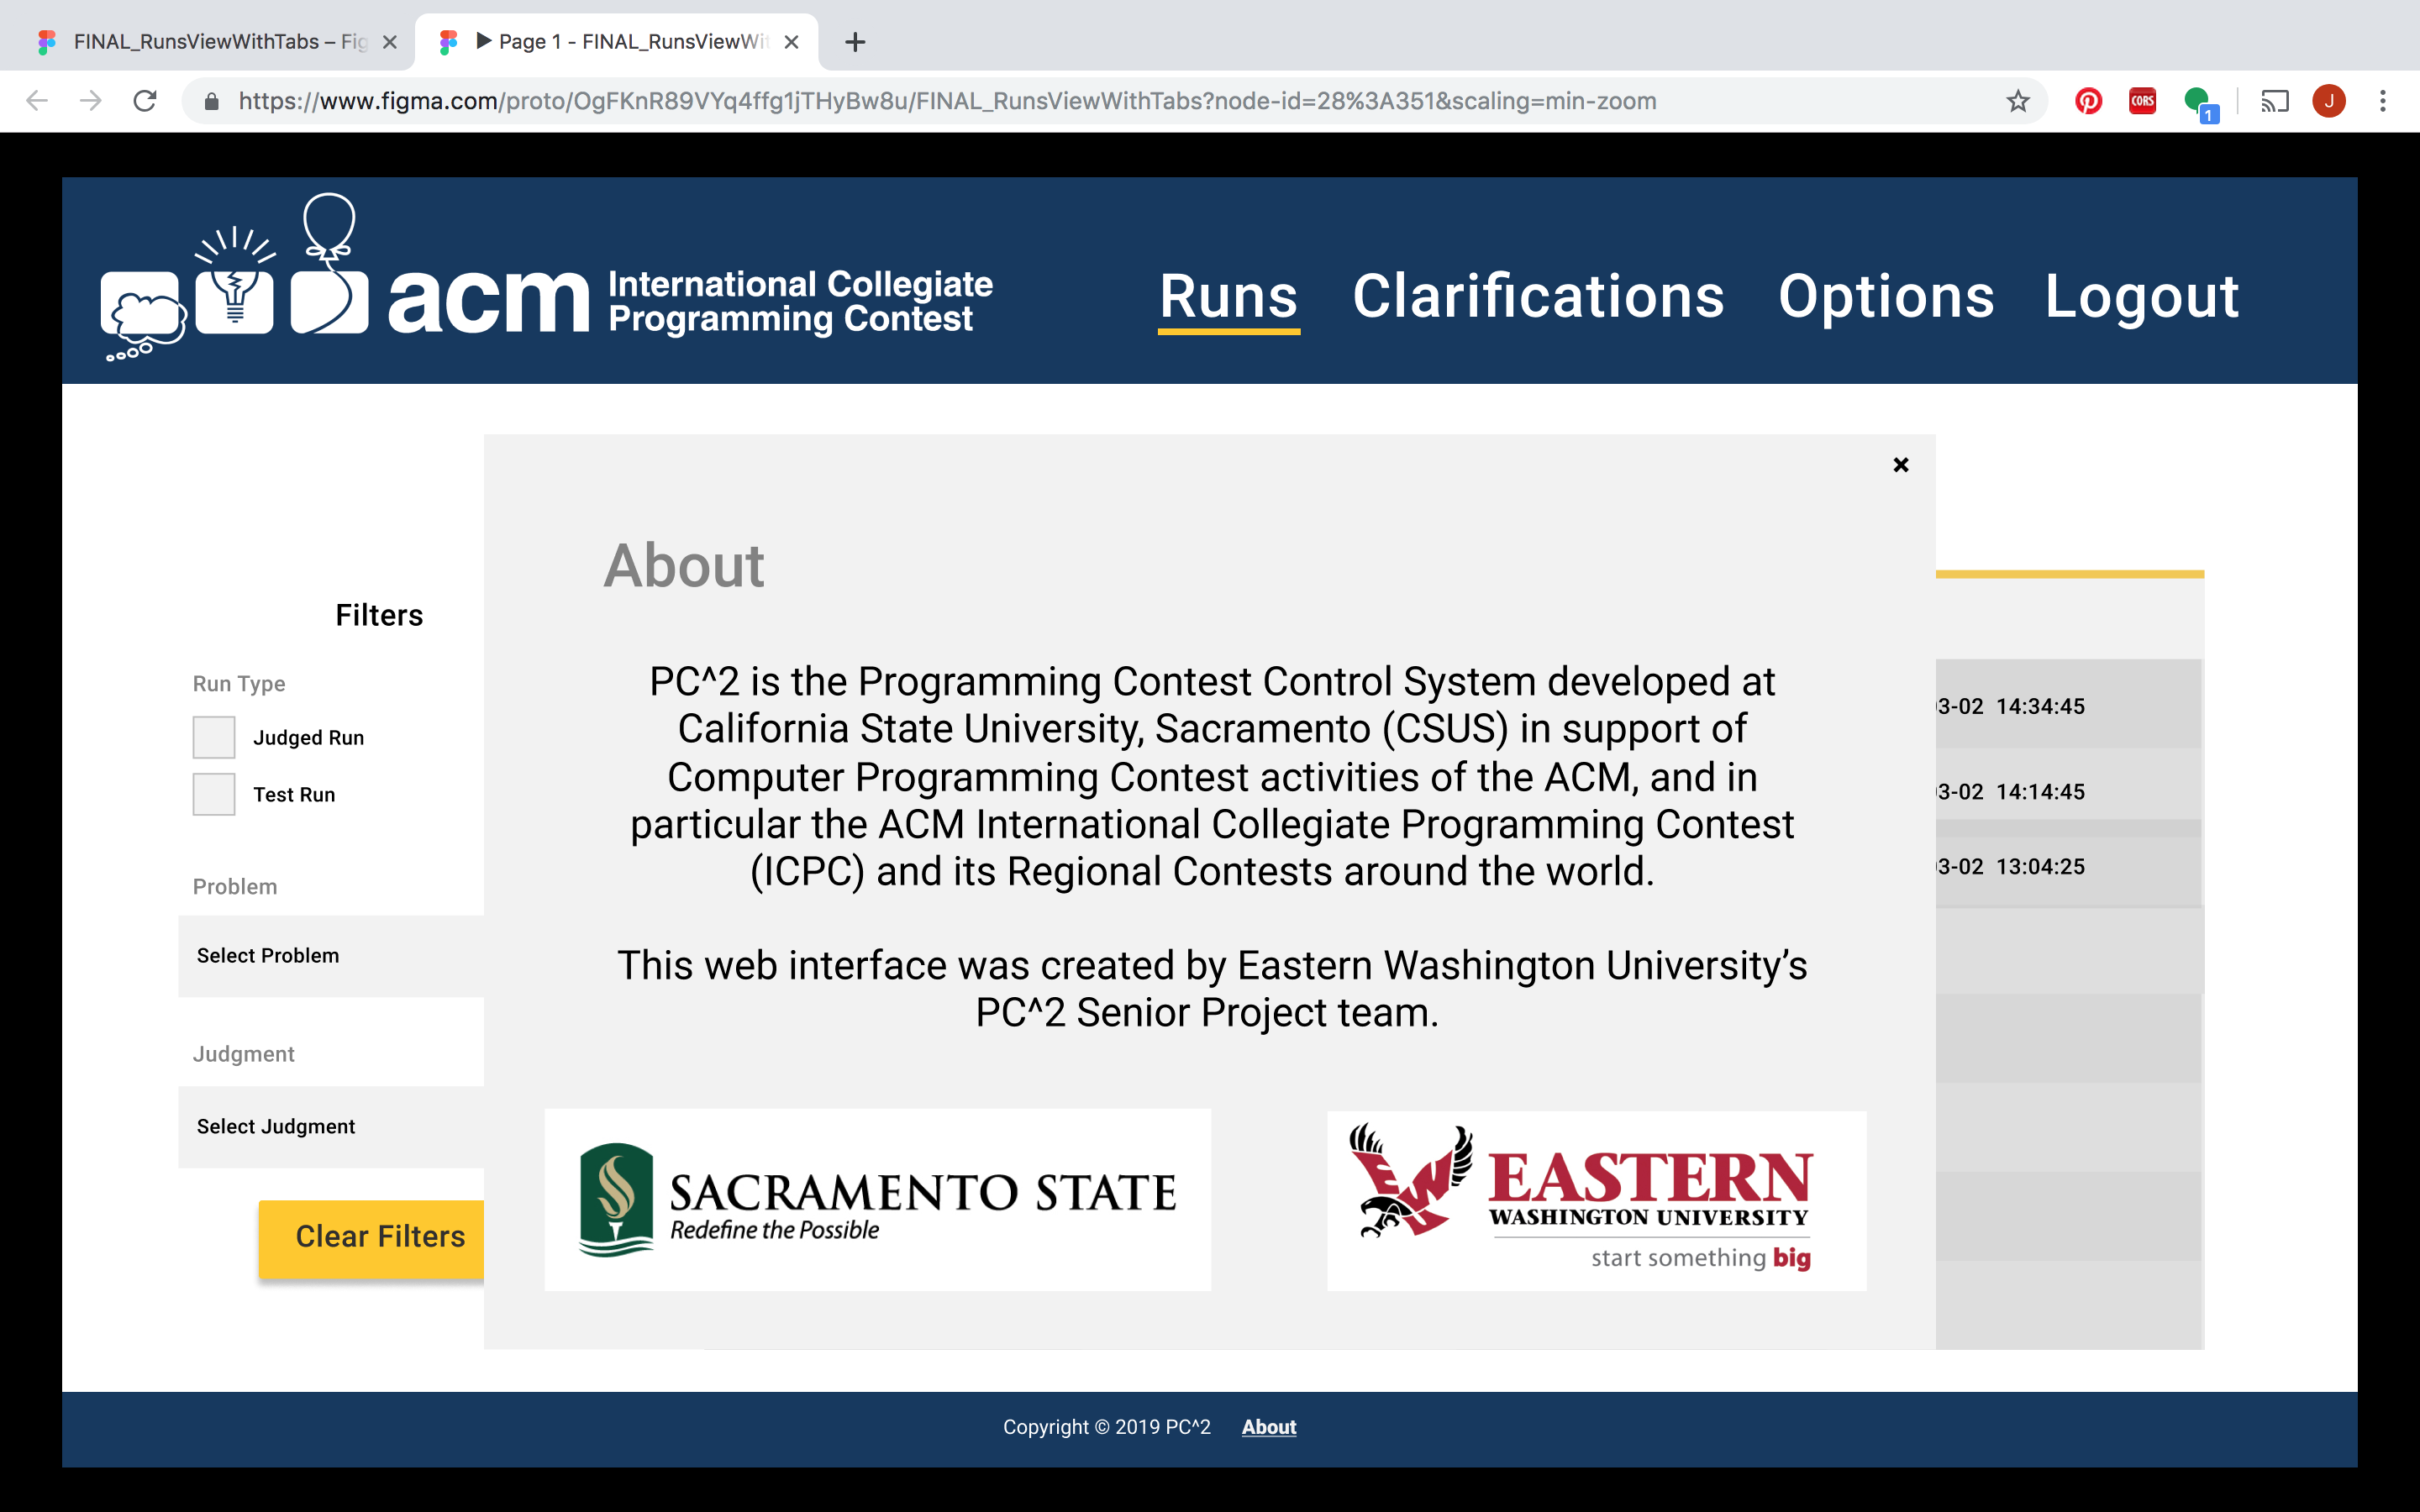 FINAL_RunsViewWithTabs – Fig
Page 1 - FINAL_RunsViewWi
https://www.figma.com/proto/OgFKnR89VYq4ffg1jTHyBw8u/FINAL_RunsViewWithTabs?node-id=28%3A351&scaling=min-zoom
CORS
1
J
acm International Collegiate
Programming Contest
Runs Clarifications Options Logout
About
Filters
Run Type
Judged Run
Test Run
Problem
Select Problem
Judgment
Select Judgment
Clear Filters
PC^2 is the Programming Contest Control System developed at
California State University, Sacramento (CSUS) in support of
Computer Programming Contest activities of the ACM, and in
particular the ACM International Collegiate Programming Contest
(ICPC) and its Regional Contests around the world.
This web interface was created by Eastern Washington University’s
PC^2 Senior Project team.
SACRAMENTO STATE
Redefine the Possible
EW
EASTERN
WASHINGTON UNIVERSITY
start something big
3-02 14:34:45
3-02 14:14:45
3-02 13:04:25
Copyright © 2019 PC^2 About